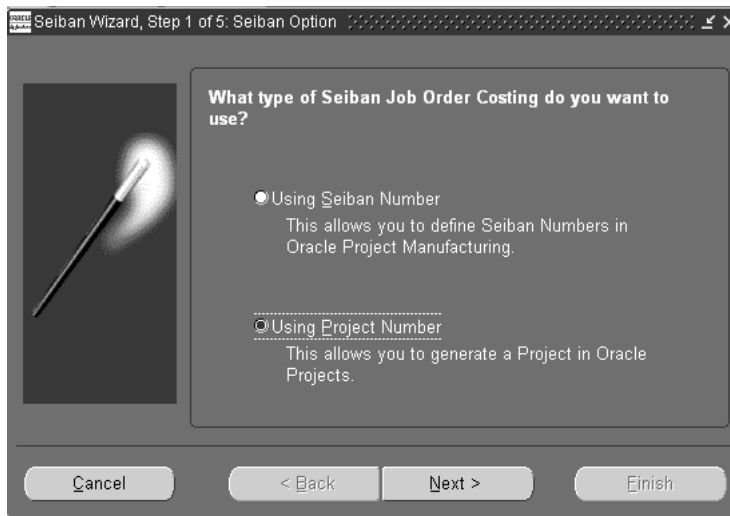 ORACLE
Seiban Wizard, Step 1 of 5: Seiban Option
What type of Seiban Job Order Costing do you want to
use?
Using Seiban Number
This allows you to define Seiban Numbers in
Oracle Project Manufacturing.
Using Project Number
This allows you to generate a Project in Oracle
Projects.
Cancel
< Back
Next >
Finish